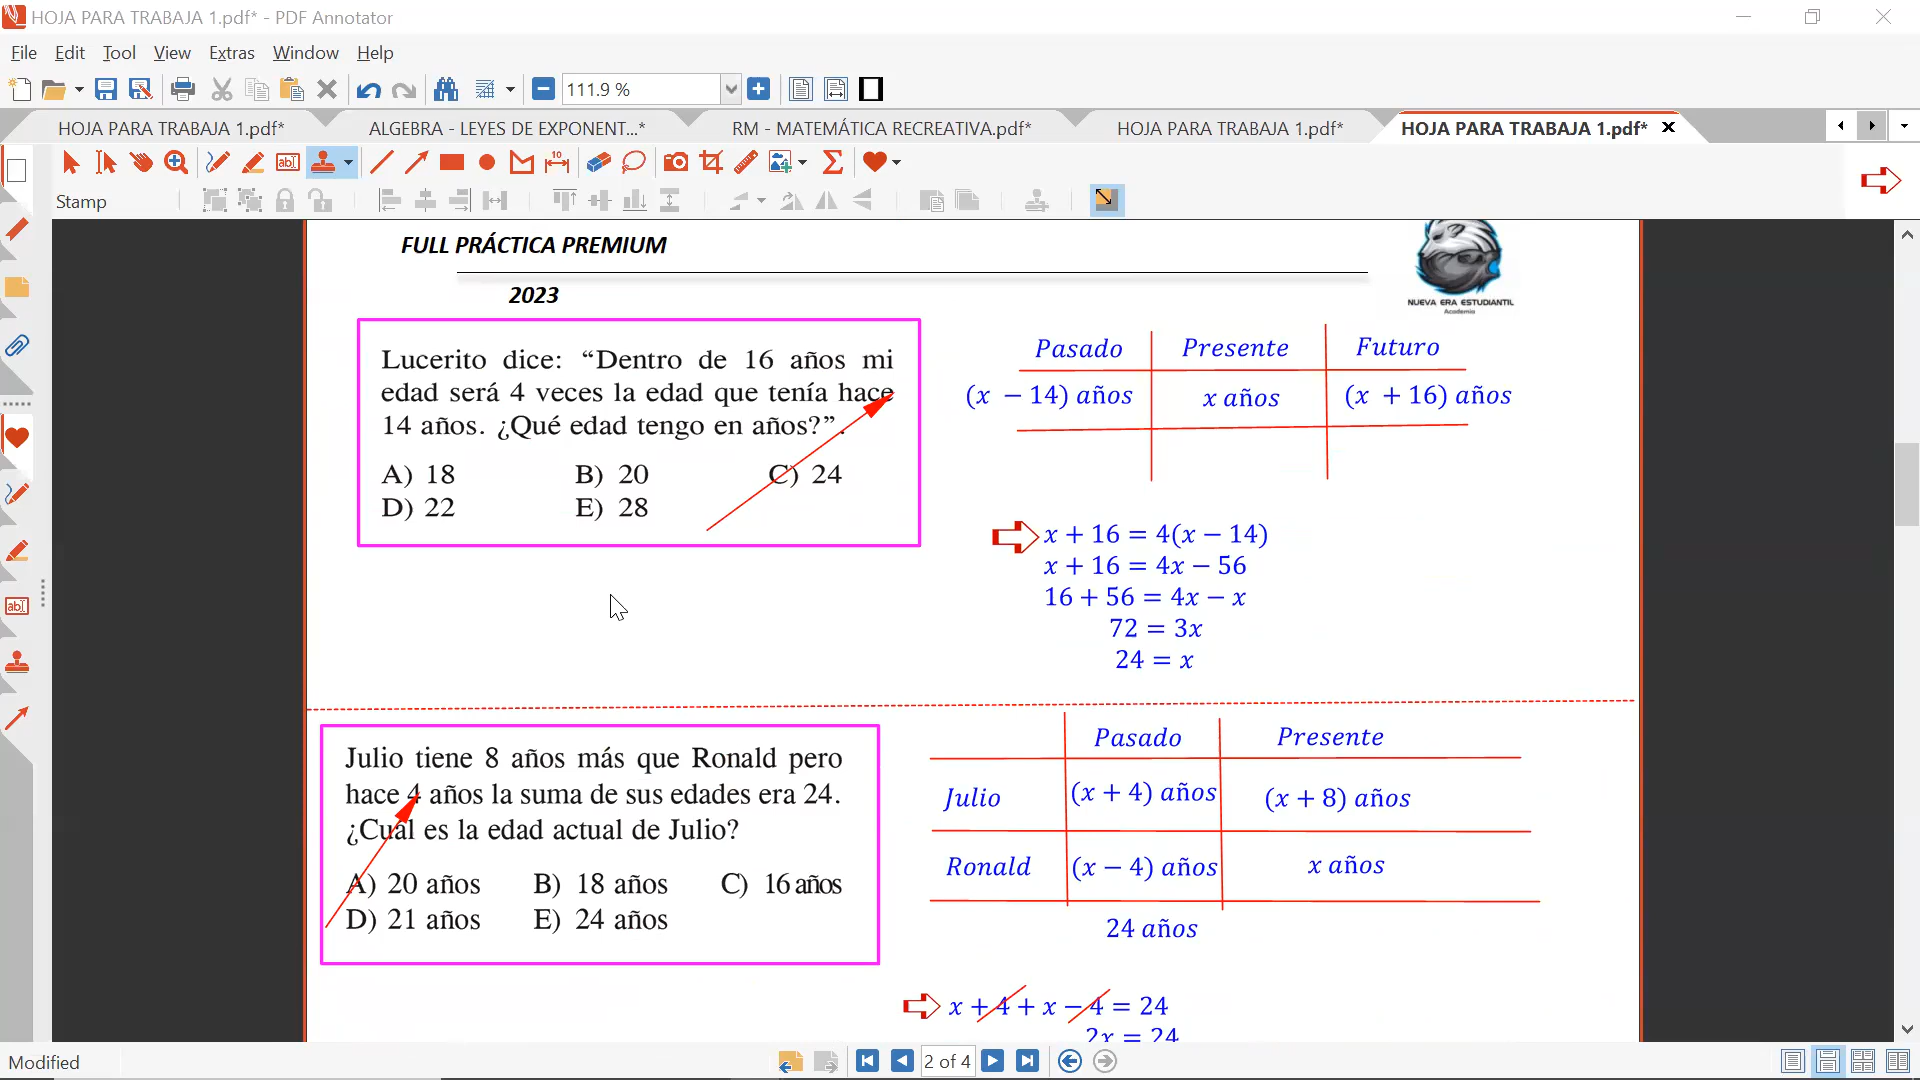 HOJA PARA TRABAJA 1.pdf* - PDF Annotator
File Edit Tool View Extras Window Help
111.9 %
HOJA PARA TRABAJA 1.pdf* ALGEBRA - LEYES DE EXPONENT...* RM - MATEMÁTICA RECREATIVA.pdf* HOJA PARA TRABAJA 1.pdf* HOJA PARA TRABAJA 1.pdf*
Stamp
FULL PRÁCTICA PREMIUM
2023
NUEVA ERA ESTUDIANTIL
Academia
Lucerito dice: “Dentro de 16 años mi
edad será 4 veces la edad que tenía hace
14 años. ¿Qué edad tengo en años?”.
A) 18 B) 20 C) 24
D) 22 E) 28
Pasado Presente Futuro
(x − 14) años x años (x + 16) años
x + 16 = 4(x − 14)
x + 16 = 4x − 56
16 + 56 = 4x − x
72 = 3x
24 = x
Julio tiene 8 años más que Ronald pero
hace 4 años la suma de sus edades era 24.
¿Cuál es la edad actual de Julio?
A) 20 años B) 18 años C) 16 años
D) 21 años E) 24 años
Pasado Presente
Julio (x + 4) años (x + 8) años
Ronald (x − 4) años x años
24 años
x + 4 + x − 4 = 24
2x = 24
Modified
2 of 4